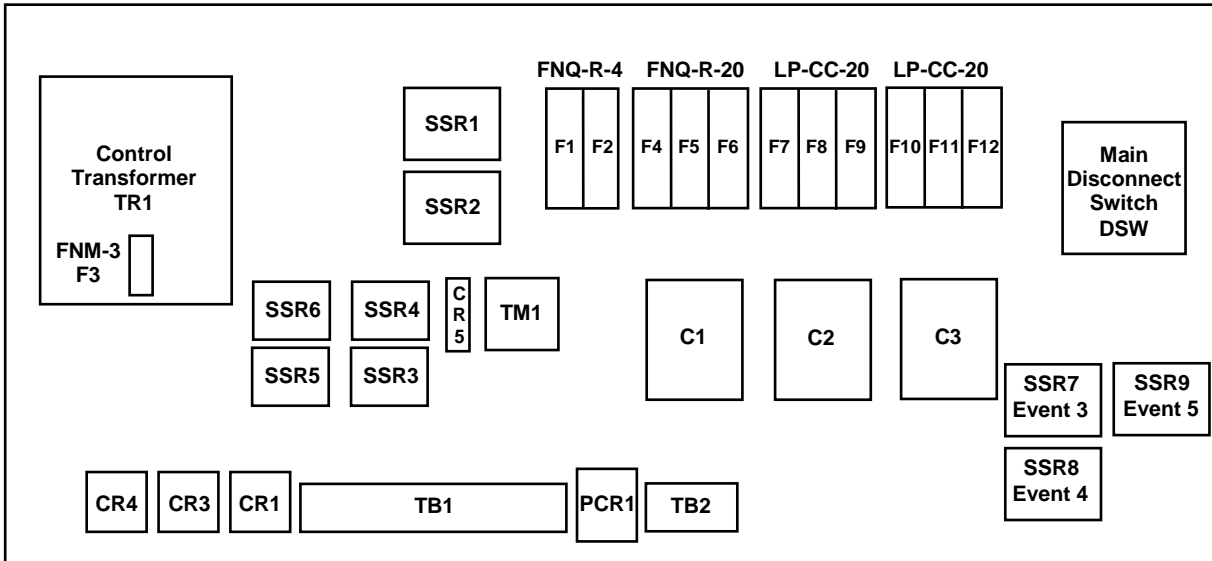 FNQ-R-4 FNQ-R-20 LP-CC-20 LP-CC-20
Control
Transformer
TR1
FNM-3
F3
SSR1
SSR2
F1 F2 F4 F5 F6 F7 F8 F9 F10 F11 F12
Main
Disconnect
Switch
DSW
SSR6 SSR4
C
R
5
TM1
SSR5 SSR3
C1 C2 C3
SSR7
Event 3
SSR9
Event 5
SSR8
Event 4
CR4 CR3 CR1 TB1 PCR1 TB2